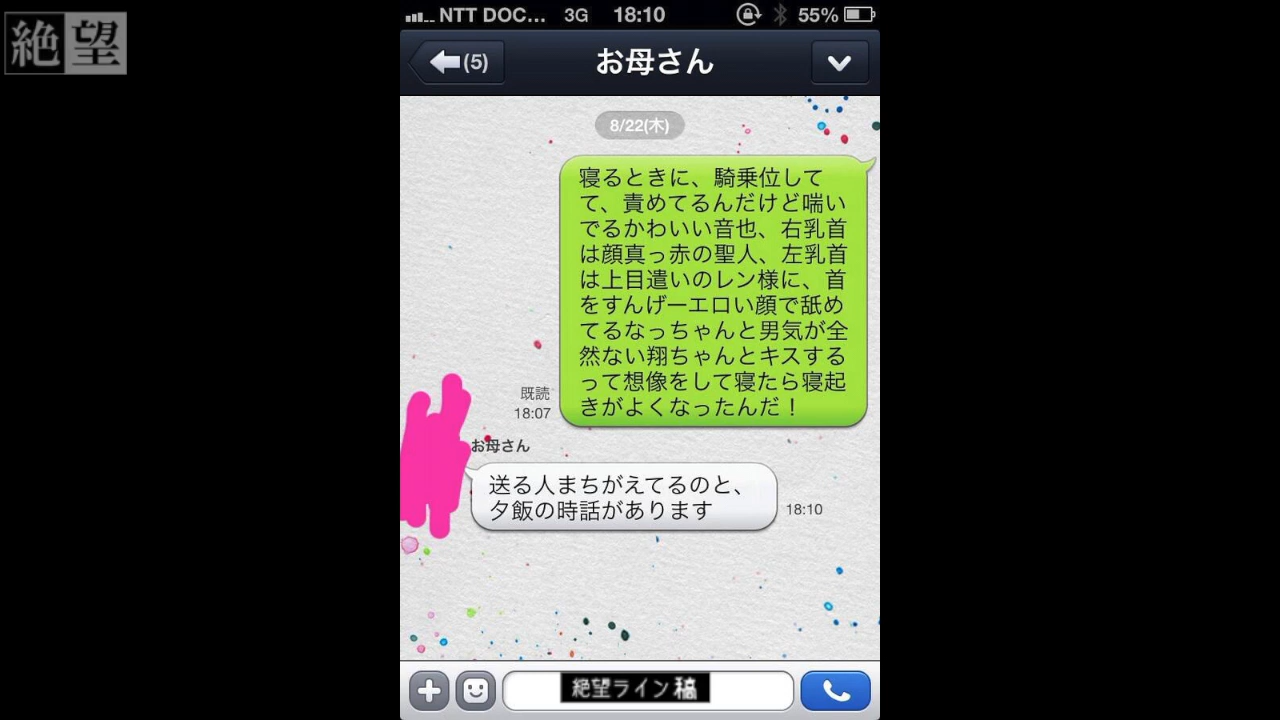 絶望
NTT DOC... 3G 18:10 55%
(5) お母さん
8/22(木)
寝るときに、騎乗位して
て、責めてるんだけど喘い
でるかわいい音也、右乳首
は顔真っ赤の聖人、左乳首
は上目遣いのレン様に、首
をすんげーエロい顔で舐め
てるなっちゃんと男気が全
然ない翔ちゃんとキスする
って想像をして寝たら寝起
きがよくなったんだ！
既読
18:07
お母さん
送る人まちがえてるのと、
夕飯の時話があります
18:10
絶望ライン稿